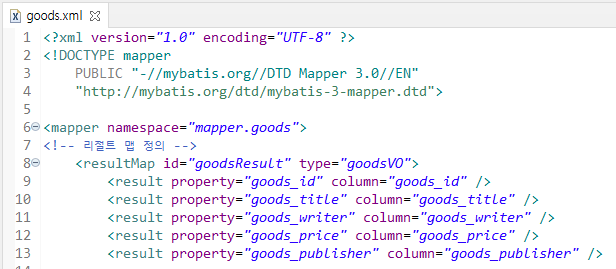 goods.xml
1 <?xml version="1.0" encoding="UTF-8" ?>
2 <!DOCTYPE mapper
3     PUBLIC "-//mybatis.org//DTD Mapper 3.0//EN"
4     "http://mybatis.org/dtd/mybatis-3-mapper.dtd">
5
6 <mapper namespace="mapper.goods">
7 <!-- 리절트 맵 정의 -->
8     <resultMap id="goodsResult" type="goodsVO">
9         <result property="goods_id" column="goods_id" />
10         <result property="goods_title" column="goods_title" />
11         <result property="goods_writer" column="goods_writer" />
12         <result property="goods_price" column="goods_price" />
13         <result property="goods_publisher" column="goods_publisher" />